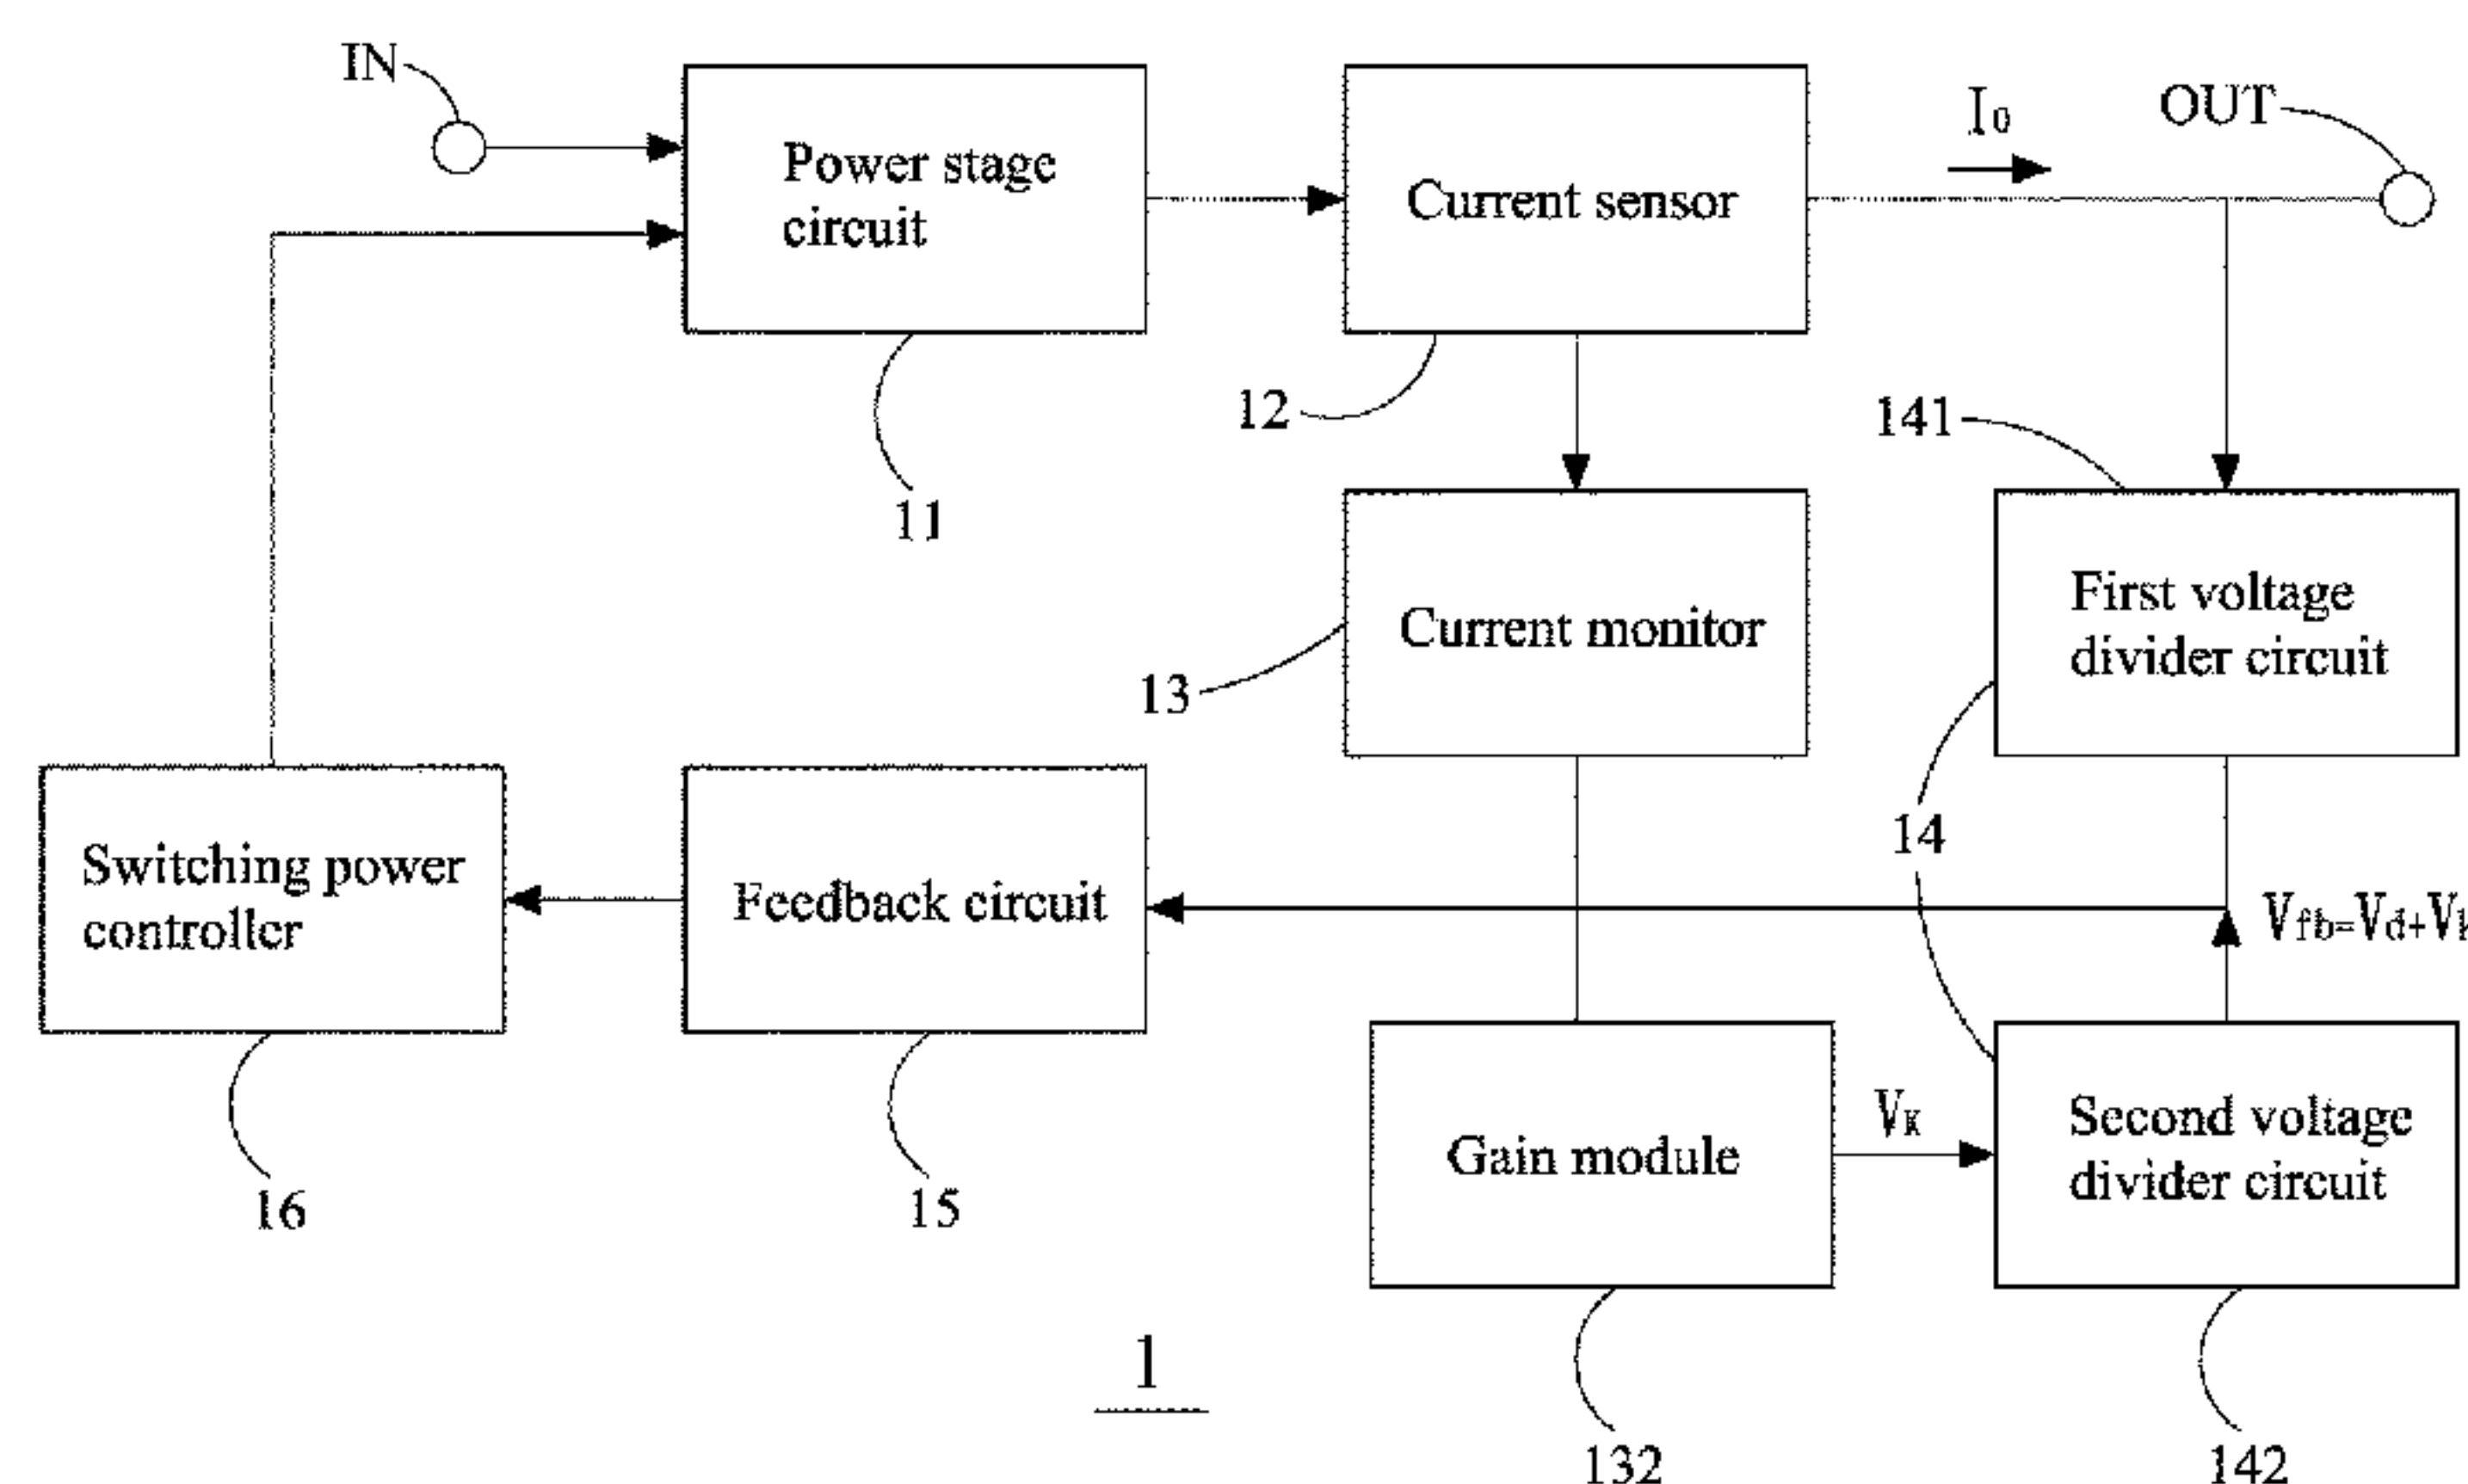 IN
Power stage
circuit
Current sensor
I0
OUT
11
12
141
Current monitor
13
First voltage
divider circuit
14
Switching power
controller
Feedback circuit
Vfb=Vd+Vk
16
15
Gain module
VK
Second voltage
divider circuit
1
132
142